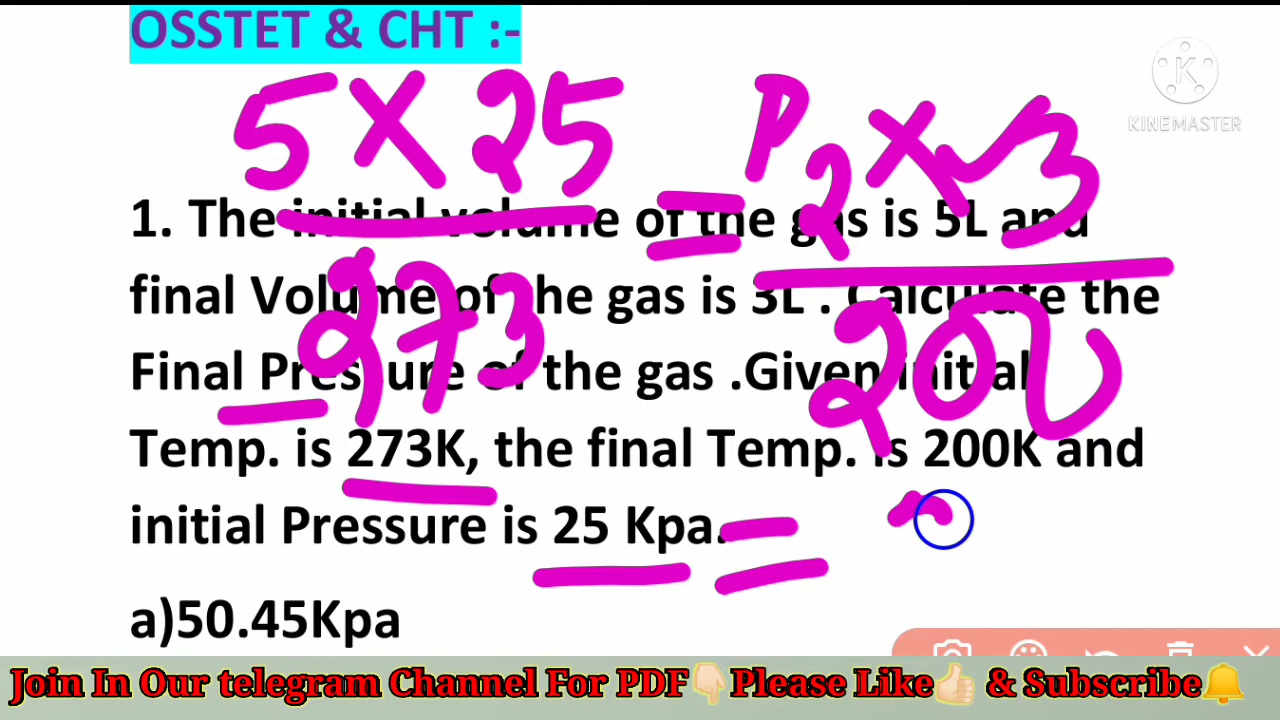 OSSTET & CHT :-
5 X 25 = P2 X 3
273 200
=
K
KINEMASTER
1. The initial volume of the gas is 5L and
final Volume of the gas is 3L . Calculate the
Final Pressure of the gas .Given initial
Temp. is 273K, the final Temp. is 200K and
initial Pressure is 25 Kpa.
a)50.45Kpa
Join In Our telegram Channel For PDF👇🏻Please Like👍🏻 & Subscribe🔔